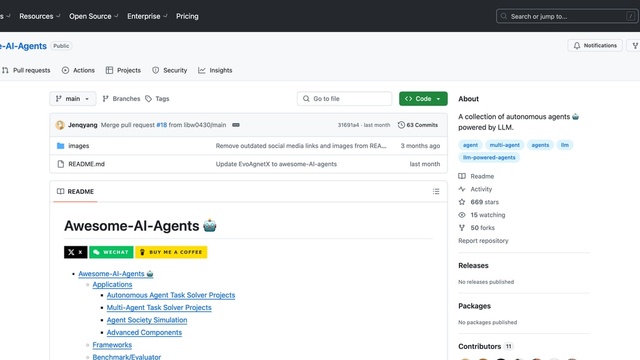 s Resources Open Source Enterprise Pricing
Search or jump to... /
e-AI-Agents Public Notifications
Pull requests Actions Projects Security Insights
main Branches Tags Go to file Code
Jenqyang Merge pull request #18 from libw0430/main 31691a4 · last month 63 Commits
images Remove outdated social media links and images from REA... 3 months ago
README.md Update EvoAgnetX to awesome-AI-agents last month
README
Awesome-AI-Agents
X WECHAT BUY ME A COFFEE
Awesome-AI-Agents
Applications
Autonomous Agent Task Solver Projects
Multi-Agent Task Solver Projects
Agent Society Simulation
Advanced Components
Frameworks
Benchmark/Evaluator
About
A collection of autonomous agents
powered by LLM.
agent multi-agent agents llm
llm-powered-agents
Readme
Activity
669 stars
15 watching
50 forks
Report repository
Releases
No releases published
Packages
No packages published
Contributors 11